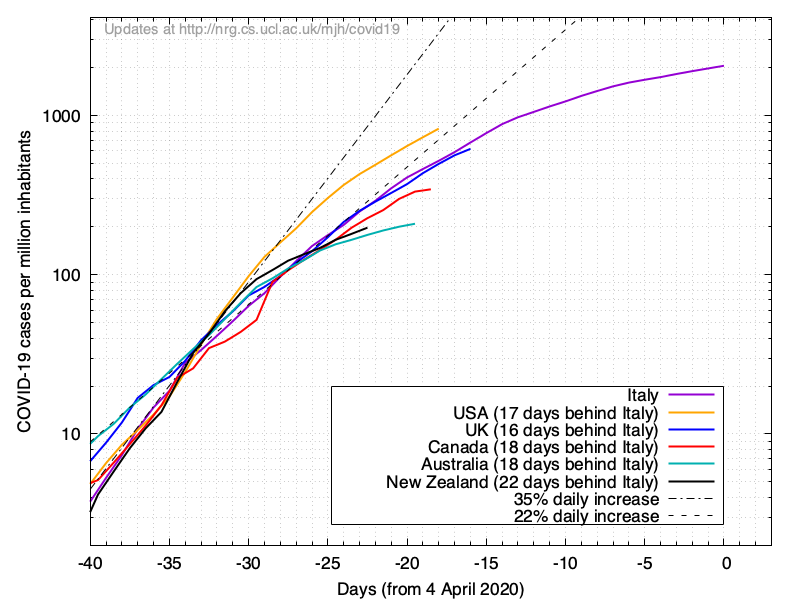 Updates at http://nrg.cs.ucl.ac.uk/mjh/covid19
COVID-19 cases per million inhabitants
1000
100
10
Italy
USA (17 days behind Italy)
UK (16 days behind Italy)
Canada (18 days behind Italy)
Australia (18 days behind Italy)
New Zealand (22 days behind Italy)
35% daily increase
22% daily increase
-40 -35 -30 -25 -20 -15 -10 -5 0
Days (from 4 April 2020)